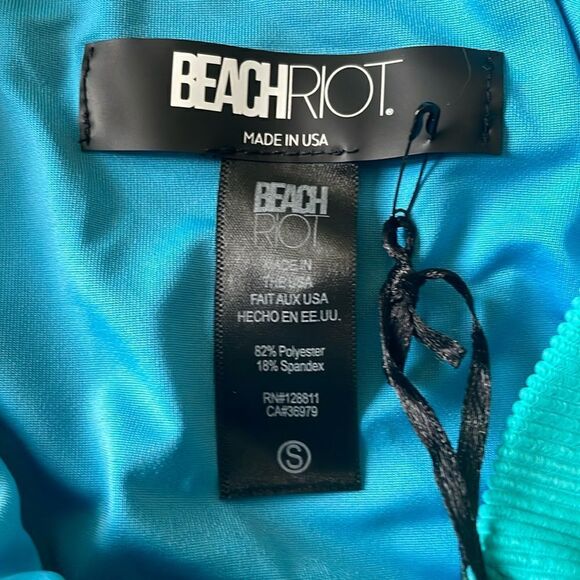 BEACHRIOT®
MADE IN USA
BEACH
RIOT
MADE IN
THE USA
FAIT AUX USA
HECHO EN EE.UU.
82% Polyester
18% Spandex
RN#128811
CA#36979
S